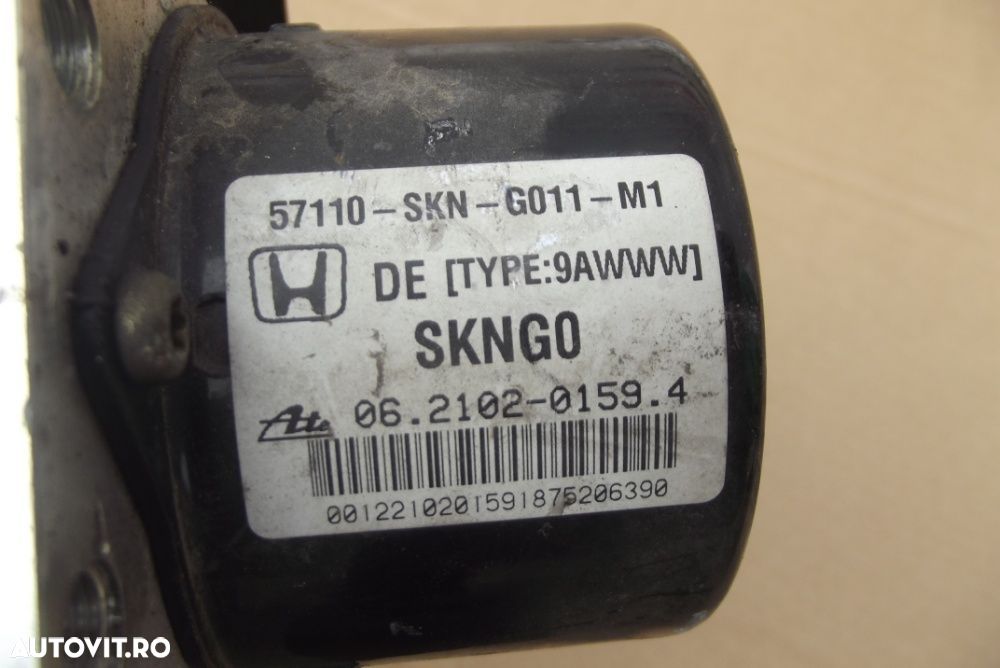 57110-SKN-G011-M1
DE [TYPE:9AWWW]
SKNG0
Ate 06.2102-0159.4
00122102015918752063​90
AUTOVIT.RO